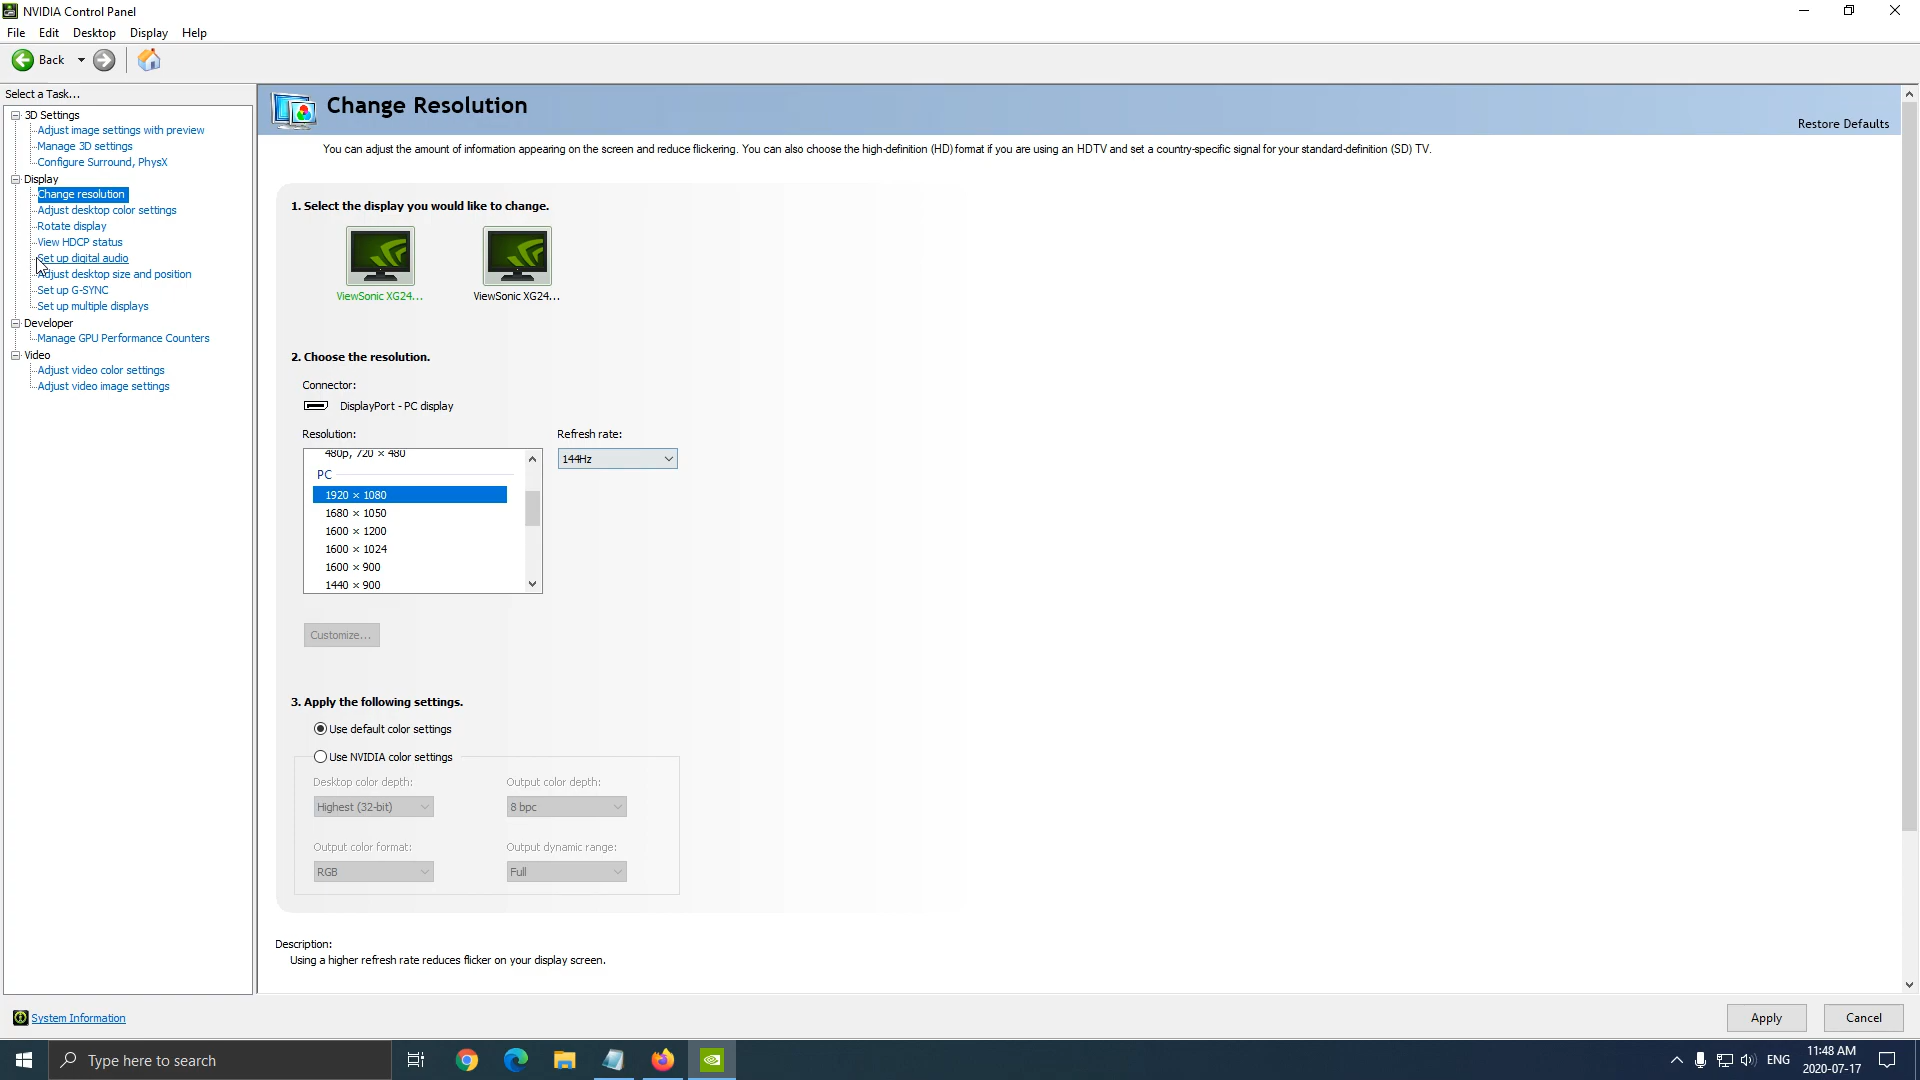 NVIDIA Control Panel
File Edit Desktop Display Help
Back
Select a Task...
3D Settings
Adjust image settings with preview
Manage 3D settings
Configure Surround, PhysX
Display
Change resolution
Adjust desktop color settings
Rotate display
View HDCP status
Set up digital audio
Adjust desktop size and position
Set up G-SYNC
Set up multiple displays
Developer
Manage GPU Performance Counters
Video
Adjust video color settings
Adjust video image settings
System Information
Change Resolution
Restore Defaults
You can adjust the amount of information appearing on the screen and reduce flickering. You can also choose the high-definition (HD) format if you are using an HDTV and set a country-specific signal for your standard-definition (SD) TV.
1. Select the display you would like to change.
ViewSonic XG24... ViewSonic XG24...
2. Choose the resolution.
Connector:
DisplayPort - PC display
Resolution: Refresh rate:
480p, 720 × 480
144Hz
PC
1920 × 1080
1680 × 1050
1600 × 1200
1600 × 1024
1600 × 900
1440 × 900
Customize...
3. Apply the following settings.
Use default color settings
Use NVIDIA color settings
Desktop color depth: Output color depth:
Highest (32-bit) 8 bpc
Output color format: Output dynamic range:
RGB Full
Description:
Using a higher refresh rate reduces flicker on your display screen.
Apply Cancel
Type here to search
ENG
11:48 AM
2020-07-17